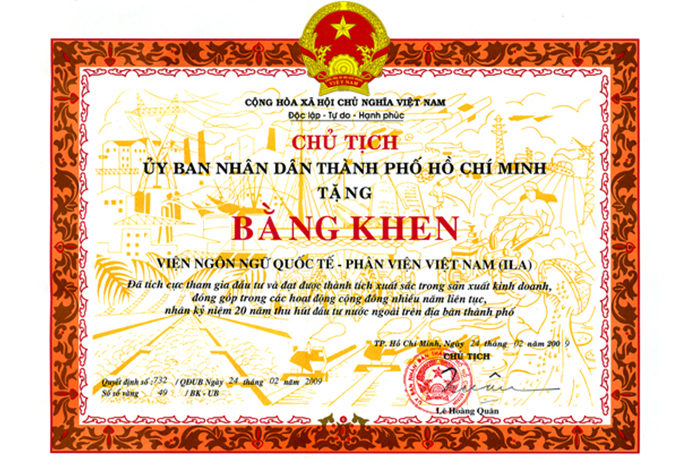 VIỆT NAM
CỘNG HÒA XÃ HỘI CHỦ NGHĨA VIỆT NAM
Độc lập - Tự do - Hạnh phúc
CHỦ TỊCH
ỦY BAN NHÂN DÂN THÀNH PHỐ HỒ CHÍ MINH
TẶNG
BẰNG KHEN
VIỆN NGÔN NGỮ QUỐC TẾ - PHÂN VIỆN VIỆT NAM (ILA)
Đã tích cực tham gia đầu tư và đạt được thành tích xuất sắc trong sản xuất kinh doanh,
đóng góp trong các hoạt động cộng đồng nhiều năm liên tục,
nhân kỷ niệm 20 năm thu hút đầu tư nước ngoài trên địa bàn thành phố
TP. Hồ Chí Minh, Ngày 24 tháng 02 năm 2009
CHỦ TỊCH
Quyết định số: 732 / QĐUB Ngày 24 tháng 02 năm 2009
Số sổ vàng / 49 / BK - UB
Lê Hoàng Quân